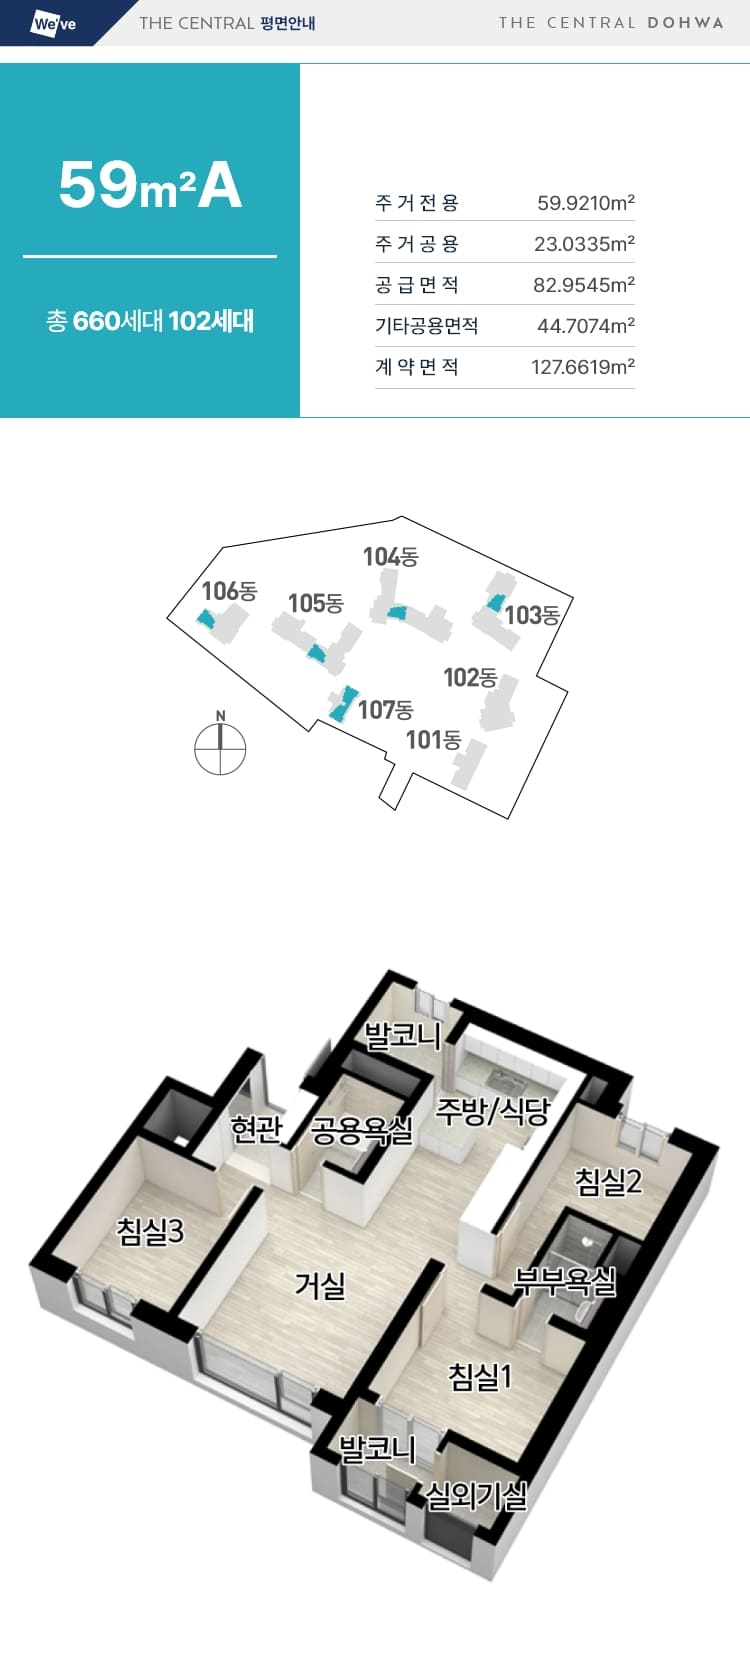 We've THE CENTRAL 평면안내 THE CENTRAL DOHWA
59m²A
총 660세대 102세대
주거전용 59.9210m²
주거공용 23.0335m²
공급면적 82.9545m²
기타공용면적 44.7074m²
계약면적 127.6619m²
104동
106동
105동
103동
102동
107동
N
101동
발코니
주방/식당
현관
공용욕실
침실2
침실3
거실
부부욕실
침실1
발코니
실외기실